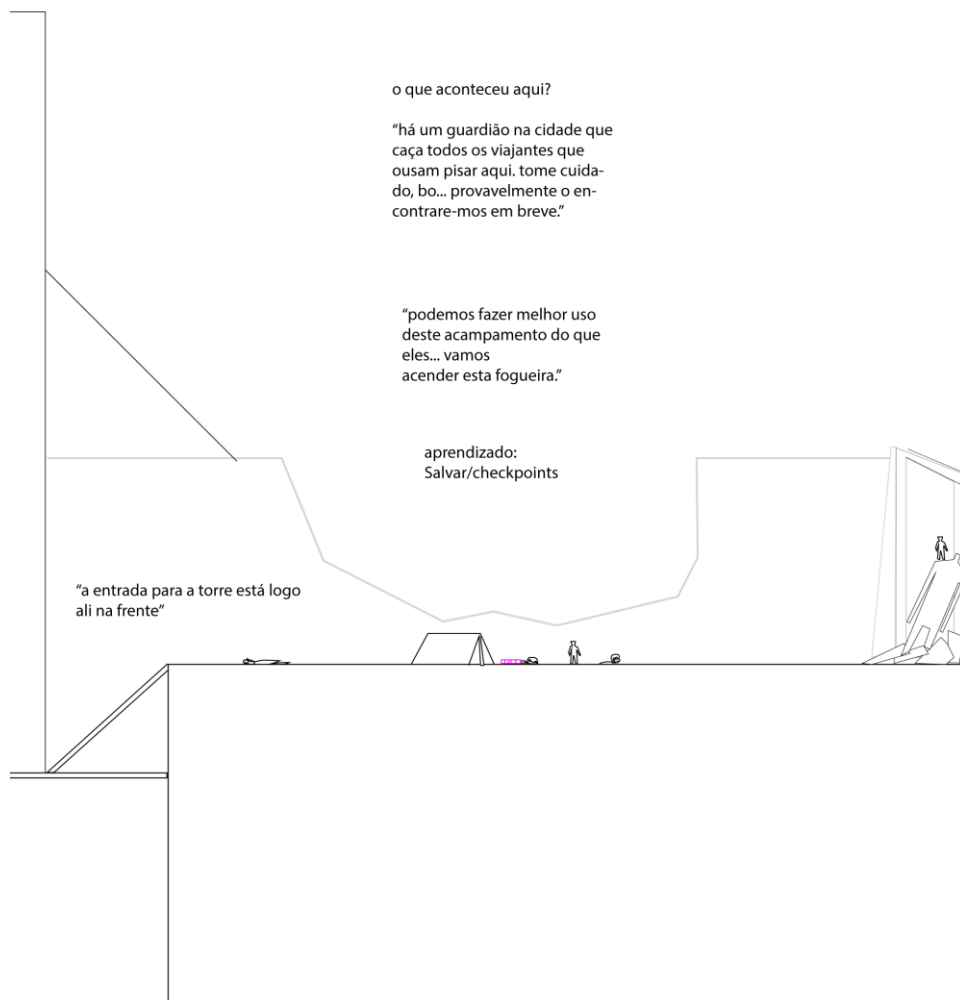 o que aconteceu aqui?
“há um guardião na cidade que
caça todos os viajantes que
ousam pisar aqui. tome cuida-
do, bo... provavelmente o en-
contrare-mos em breve.”
“podemos fazer melhor uso
deste acampamento do que
eles... vamos
acender esta fogueira.”
aprendizado:
Salvar/checkpoints
“a entrada para a torre está logo
ali na frente”